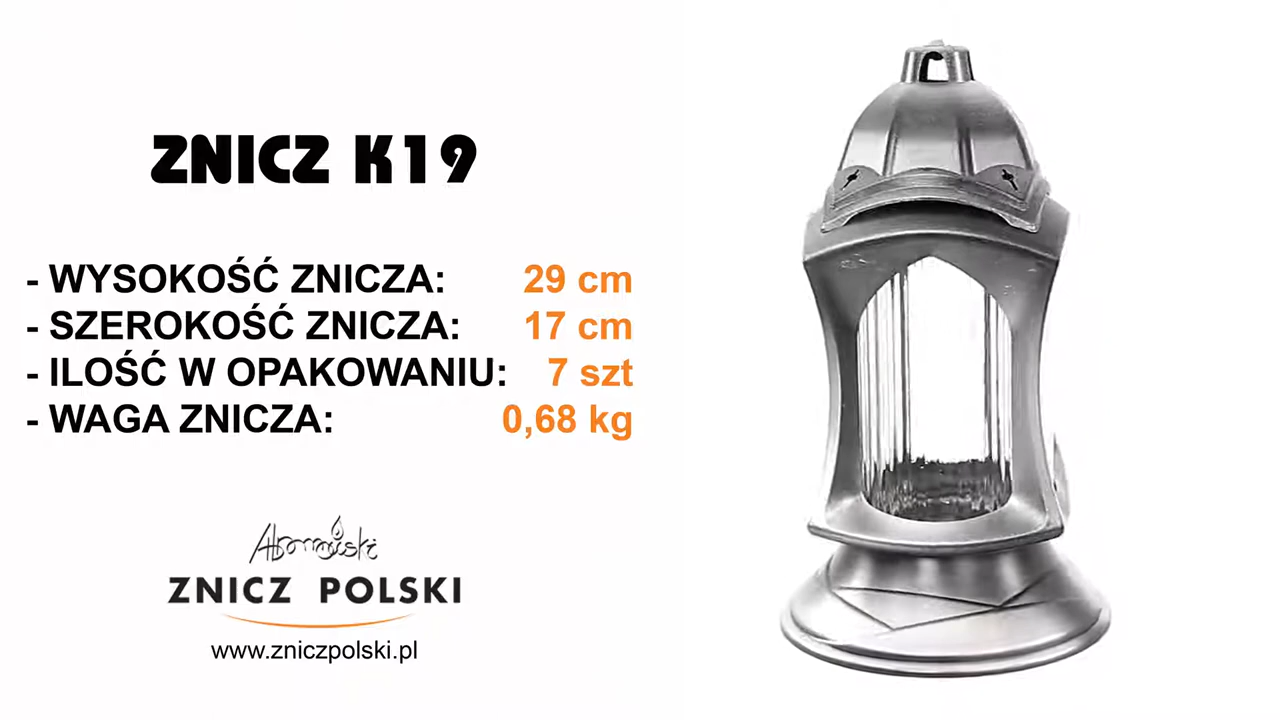 ZNICZ K19
- WYSOKOŚĆ ZNICZA: 29 cm
- SZEROKOŚĆ ZNICZA: 17 cm
- ILOŚĆ W OPAKOWANIU: 7 szt
- WAGA ZNICZA: 0,68 kg
ZNICZ POLSKI
www.zniczpolski.pl